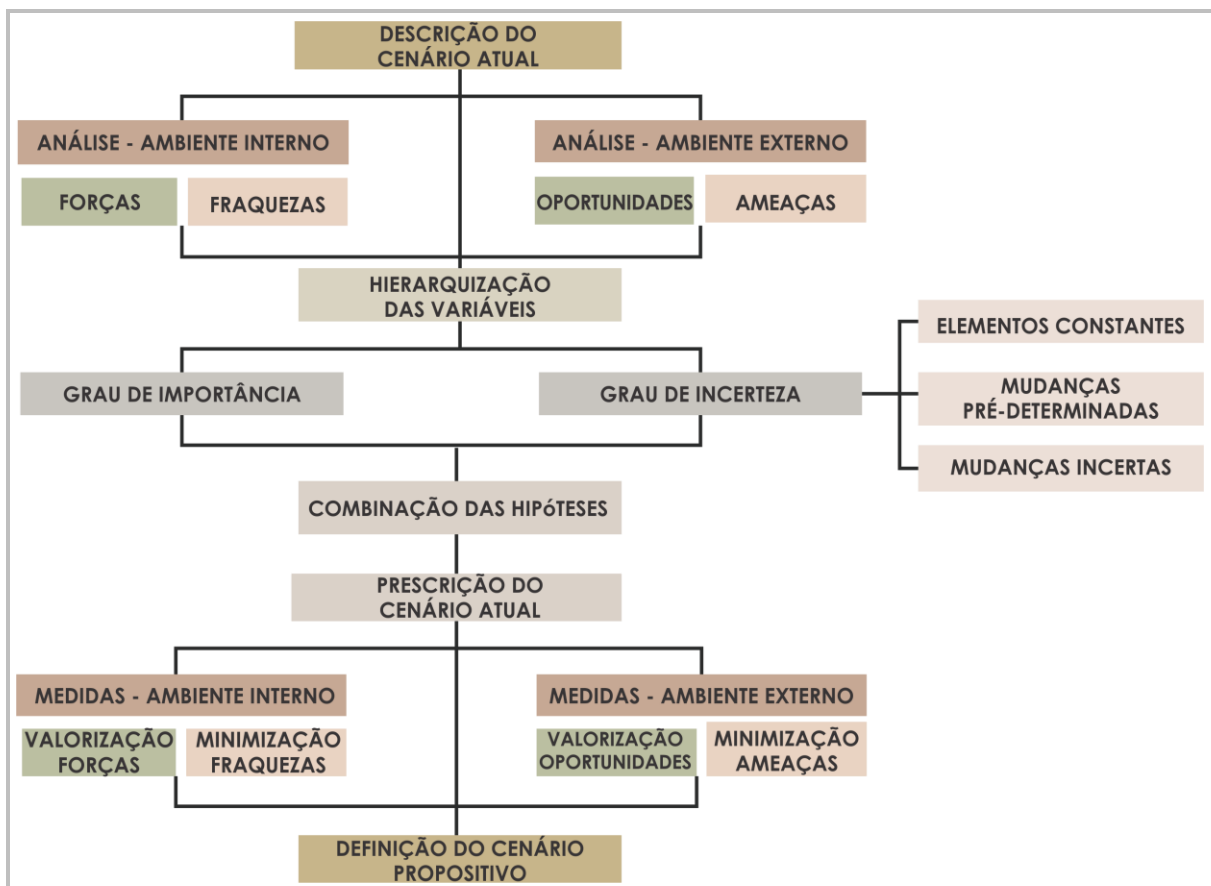 DESCRIÇÃO DO
CENÁRIO ATUAL
ANÁLISE - AMBIENTE INTERNO
ANÁLISE - AMBIENTE EXTERNO
FORÇAS
FRAQUEZAS
OPORTUNIDADES
AMEAÇAS
HIERARQUIZAÇÃO
DAS VARIÁVEIS
GRAU DE IMPORTÂNCIA
GRAU DE INCERTEZA
ELEMENTOS CONSTANTES
MUDANÇAS
PRÉ-DETERMINADAS
MUDANÇAS INCERTAS
COMBINAÇÃO DAS HIPóTESES
PRESCRIÇÃO DO
CENÁRIO ATUAL
MEDIDAS - AMBIENTE INTERNO
MEDIDAS - AMBIENTE EXTERNO
VALORIZAÇÃO
FORÇAS
MINIMIZAÇÃO
FRAQUEZAS
VALORIZAÇÃO
OPORTUNIDADES
MINIMIZAÇÃO
AMEAÇAS
DEFINIÇÃO DO CENÁRIO
PROPOSITIVO